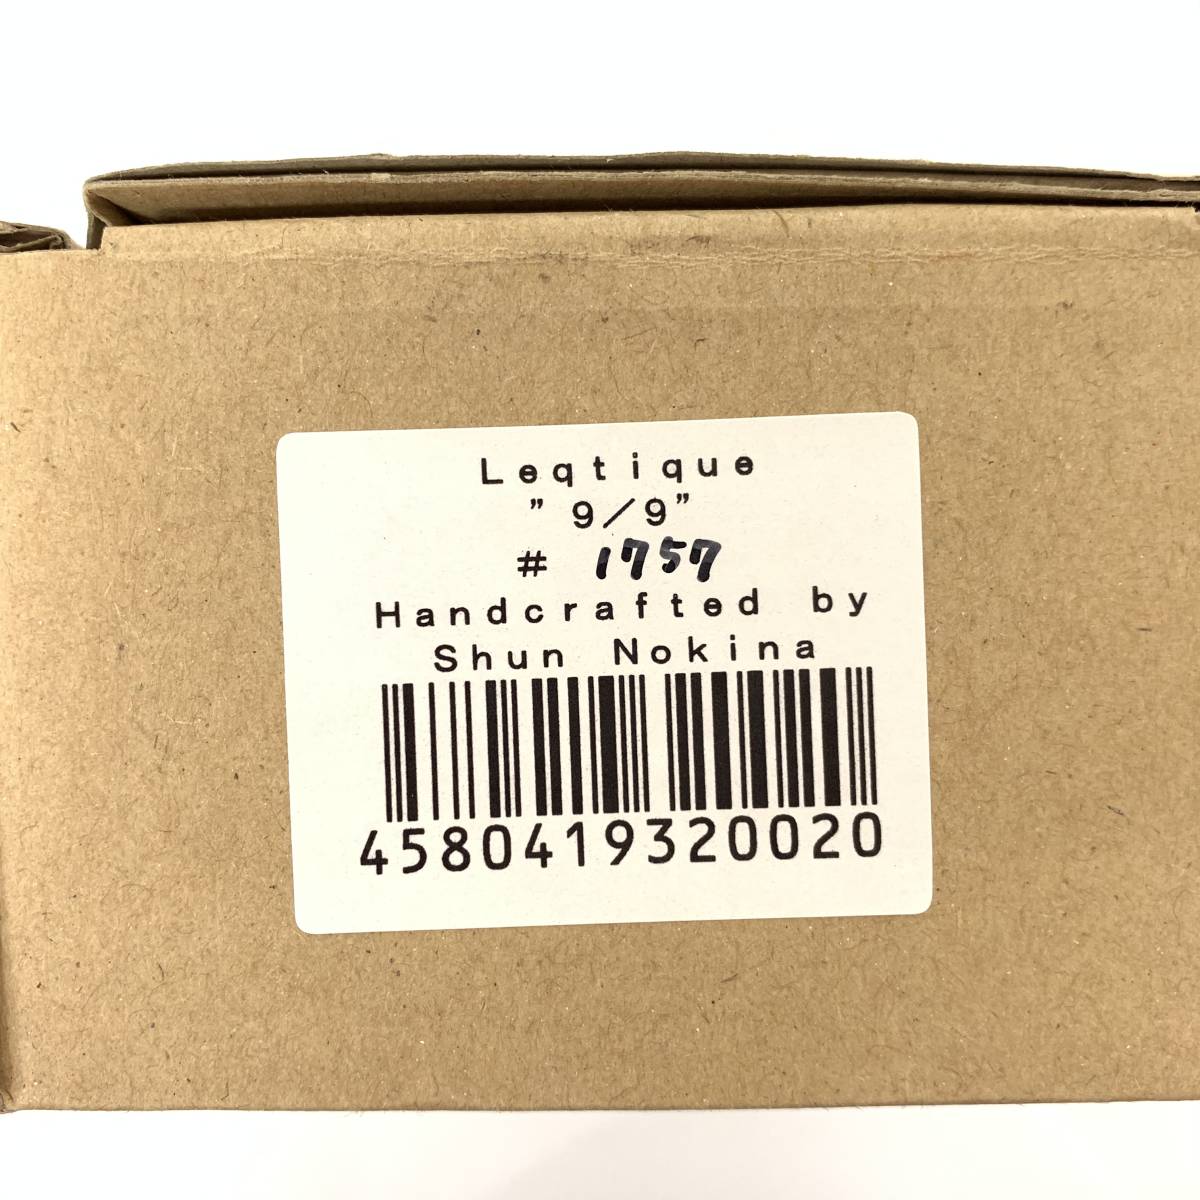 Leqtique
”9／9”
# 1757
Handcrafted by
Shun Nokina
4580419320020